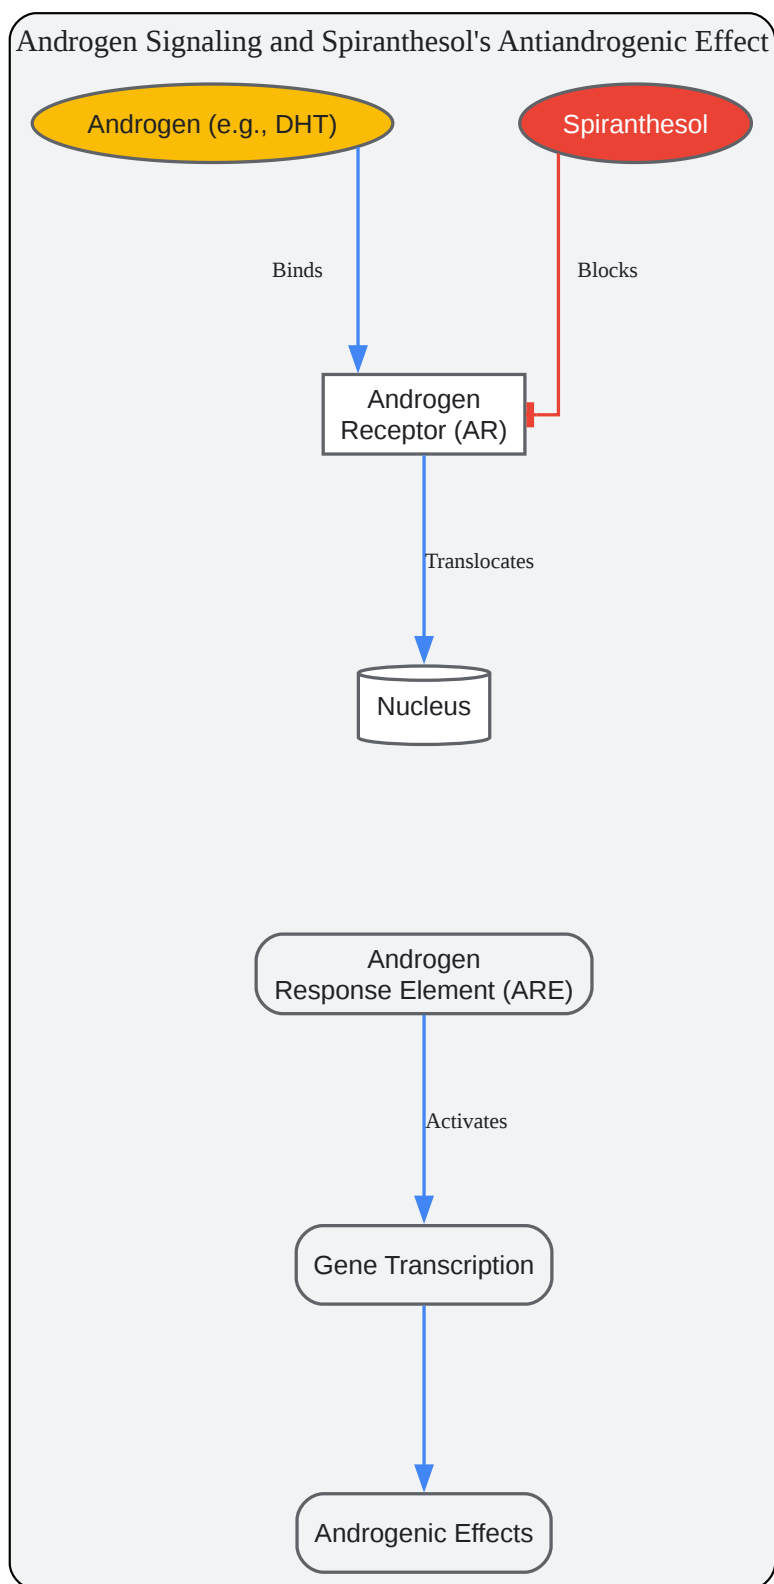 Androgen Signaling and Spiranthesol's Antiandrogenic Effect
Androgen (e.g., DHT)
Spiranthesol
Binds
Blocks
Androgen
Receptor (AR)
Translocates
Nucleus
Androgen
Response Element (ARE)
Activates
Gene Transcription
Androgenic Effects